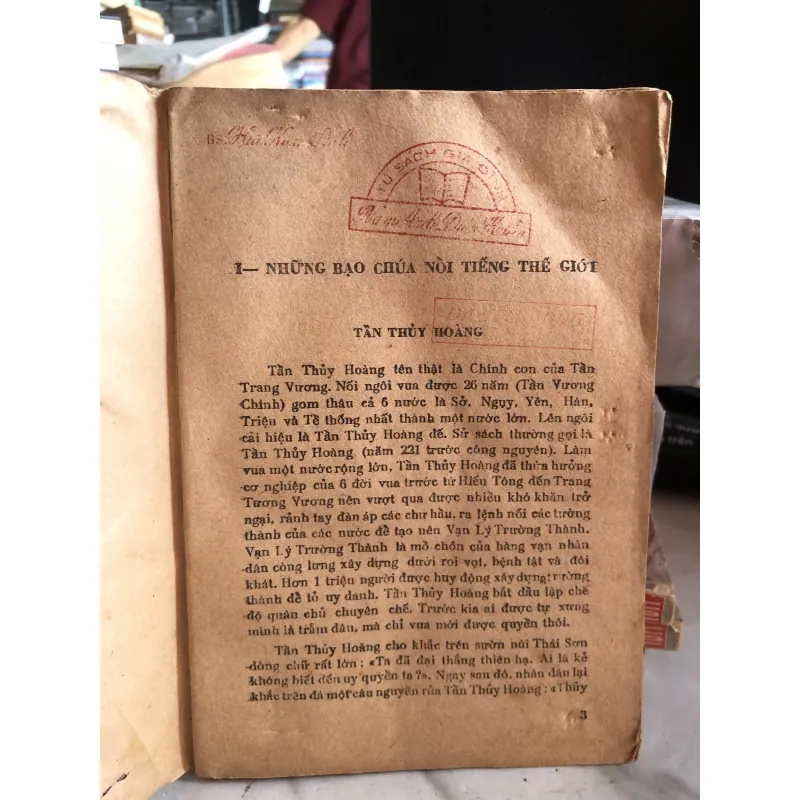 BS.
TỦ SÁCH GIA ĐÌNH
I— NHỮNG BẠO CHÚA NỔI TIẾNG THẾ GIỚI
TẦN THỦY HOÀNG
Tần Thủy Hoàng tên thật là Chính con của Tần
Trang Vương. Nối ngôi vua được 26 năm (Tần Vương
Chính) gom thâu cả 6 nước là Sở, Ngụy, Yên, Hàn,
Triệu và Tề thống nhất thành một nước lớn. Lên ngôi
cải hiệu là Tần Thủy Hoàng đế. Sử sách thường gọi là
Tần Thủy Hoàng (năm 221 trước công nguyên). Làm
vua một nước rộng lớn, Tần Thủy Hoàng đã thừa hưởng
cơ nghiệp của 6 đời vua trước từ Hiếu Tông đến Trang
Tương Vương nên vượt qua được nhiều khó khăn trở
ngại, rảnh tay đàn áp các chư hầu, ra lệnh nối các tường
thành của các nước để tạo nên Vạn Lý Trường Thành.
Vạn Lý Trường Thành là mồ chôn của hàng vạn nhân
dân còng lưng xây dựng dưới roi vọt, bệnh tật và đói
khát. Hơn 1 triệu người được huy động xây dựng trường
thành để tỏ uy danh. Tần Thủy Hoàng bắt đầu lập chế
độ quân chủ chuyên chế. Trước kia ai được tự xưng
mình là trẫm đâu, mà chỉ vua mới được quyền thôi.
Tần Thủy Hoàng cho khắc trên sườn núi Thái Sơn
dòng chữ rất lớn : «Ta đã đại thắng thiên hạ. Ai là kẻ
không biết đến uy quyền ta ?». Ngay sau đó, nhân dân lại
khắc trên đá một câu nguyền rủa Tần Thủy Hoàng : «Thủy
3